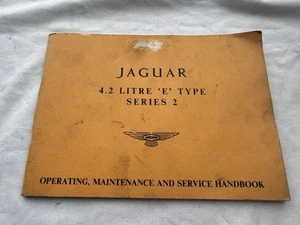 JAGUAR
4.2 LITRE 'E' TYPE
SERIES 2
OPERATING, MAINTENANCE AND SERVICE HANDBOOK